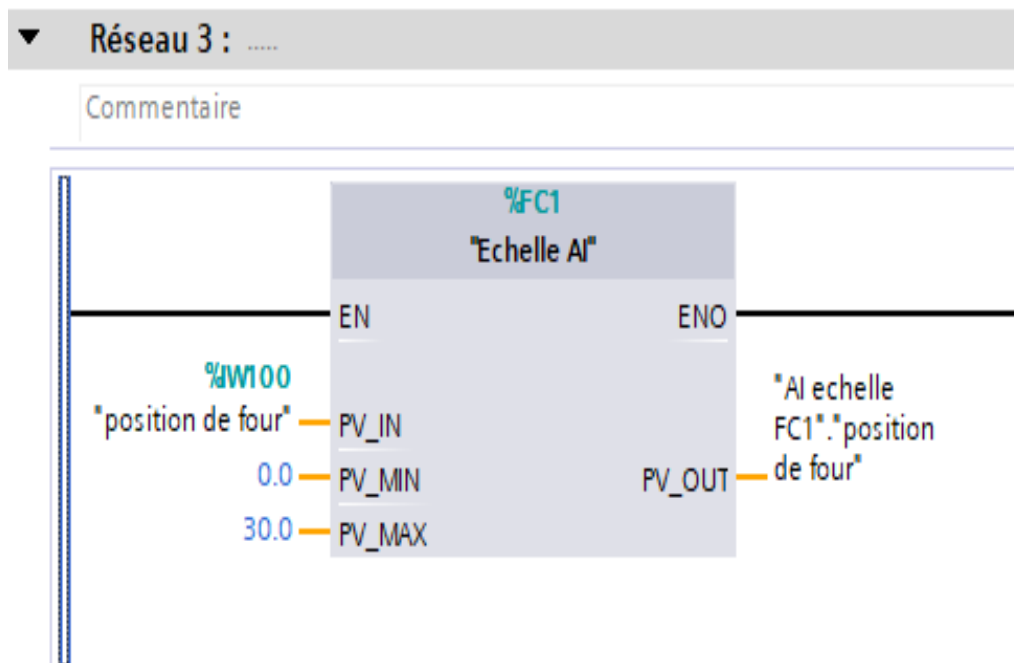 Réseau 3 : .....
Commentaire
%FC1
"Echelle AI"
EN ENO
%IW100
"position de four" PV_IN
0.0 PV_MIN
30.0 PV_MAX
PV_OUT
"AI echelle
FC1"."position
de four"